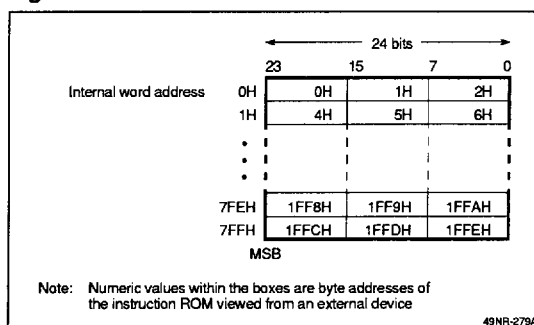 24 bits
23 15 7 0
Internal word address 0H 0H 1H 2H
1H 4H 5H 6H
7FEH 1FF8H 1FF9H 1FFAH
7FFH 1FFCH 1FFDH 1FFEH
MSB
Note: Numeric values within the boxes are byte addresses of
the instruction ROM viewed from an external device
49NR-279A